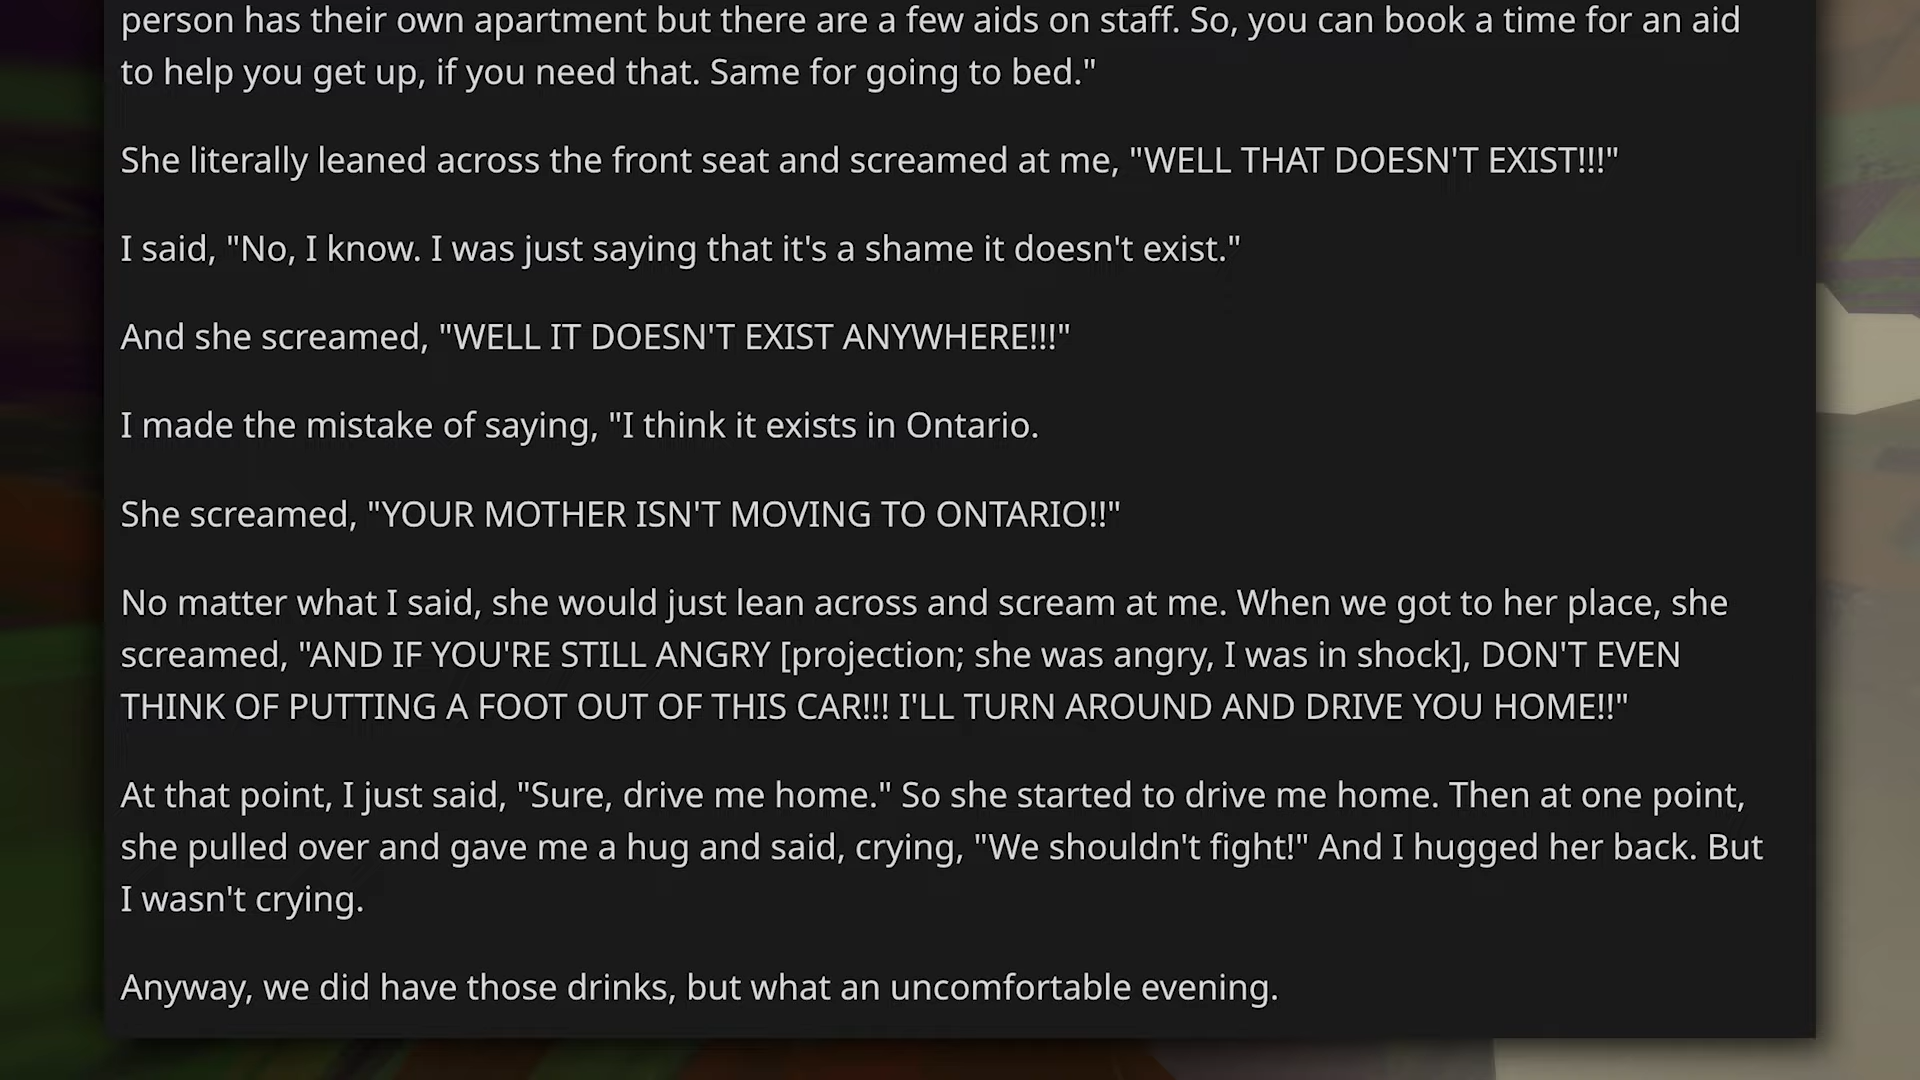 person has their own apartment but there are a few aids on staff. So, you can book a time for an aid
to help you get up, if you need that. Same for going to bed."
She literally leaned across the front seat and screamed at me, "WELL THAT DOESN'T EXIST!!!"
I said, "No, I know. I was just saying that it's a shame it doesn't exist."
And she screamed, "WELL IT DOESN'T EXIST ANYWHERE!!!"
I made the mistake of saying, "I think it exists in Ontario.
She screamed, "YOUR MOTHER ISN'T MOVING TO ONTARIO!!"
No matter what I said, she would just lean across and scream at me. When we got to her place, she
screamed, "AND IF YOU'RE STILL ANGRY [projection; she was angry, I was in shock], DON'T EVEN
THINK OF PUTTING A FOOT OUT OF THIS CAR!!! I'LL TURN AROUND AND DRIVE YOU HOME!!"
At that point, I just said, "Sure, drive me home." So she started to drive me home. Then at one point,
she pulled over and gave me a hug and said, crying, "We shouldn't fight!" And I hugged her back. But
I wasn't crying.
Anyway, we did have those drinks, but what an uncomfortable evening.